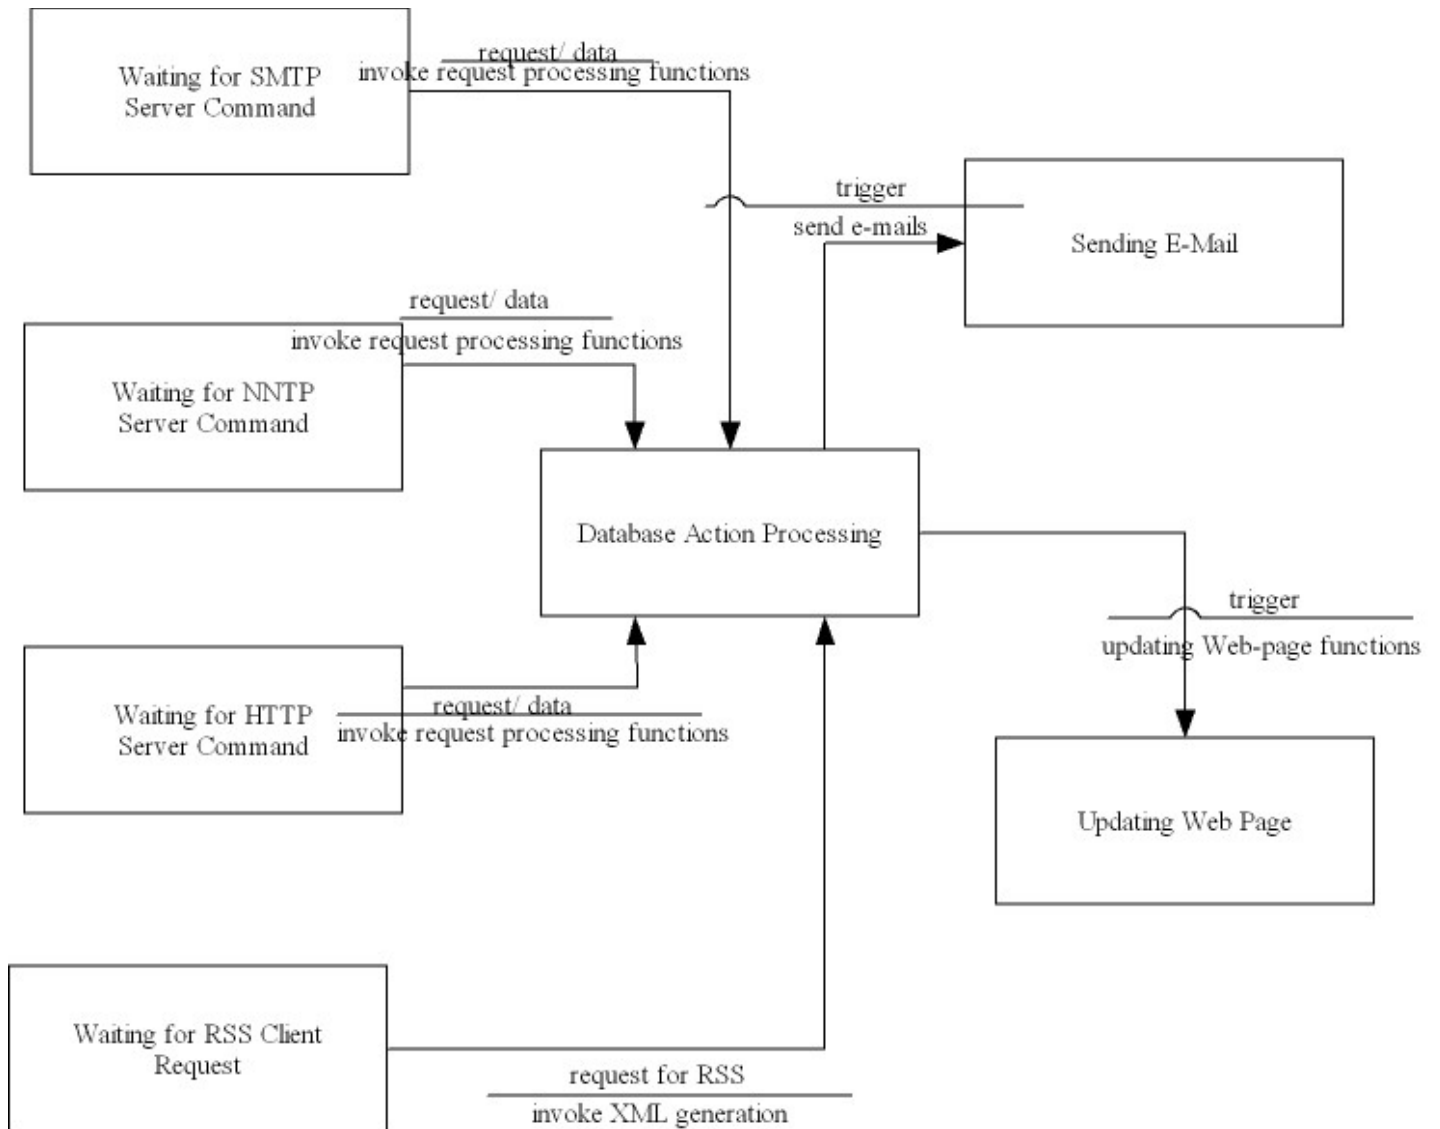 request/ data
invoke request processing functions
Waiting for SMTP
Server Command
trigger
send e-mails
Sending E-Mail
request/ data
invoke request processing functions
Waiting for NNTP
Server Command
Database Action Processing
trigger
updating Web-page functions
request/ data
invoke request processing functions
Waiting for HTTP
Server Command
Updating Web Page
Waiting for RSS Client
Request
request for RSS
invoke XML generation